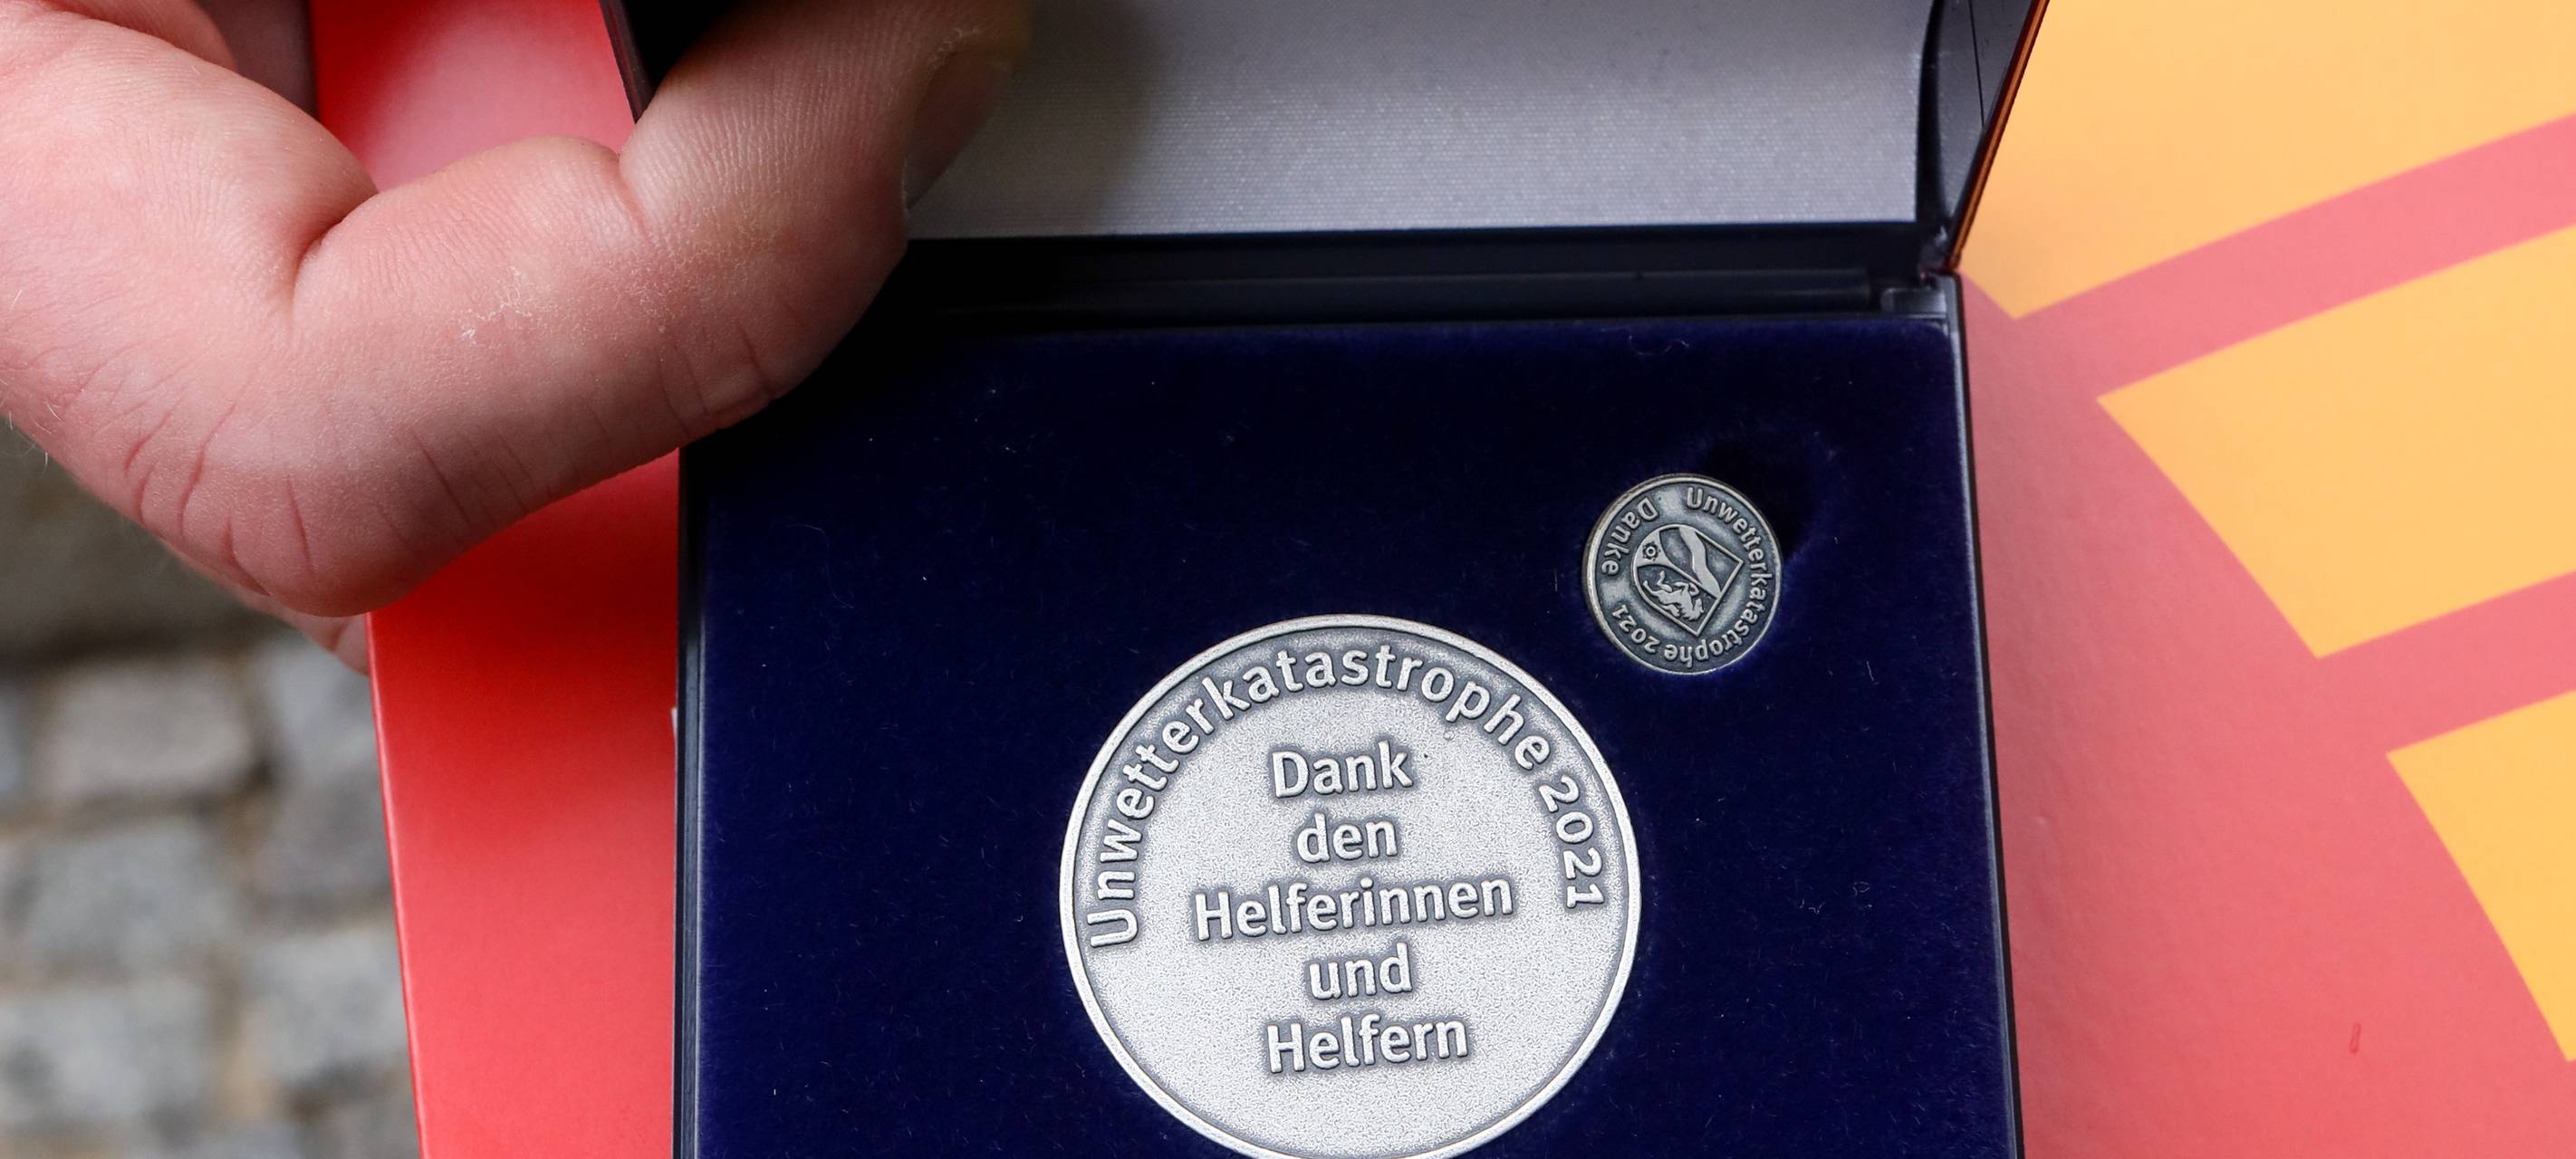 Unwetterkatastrophe 2021
Danke
Unwetterkatastrophe 2021
Dank
den
Helferinnen
und
Helfern